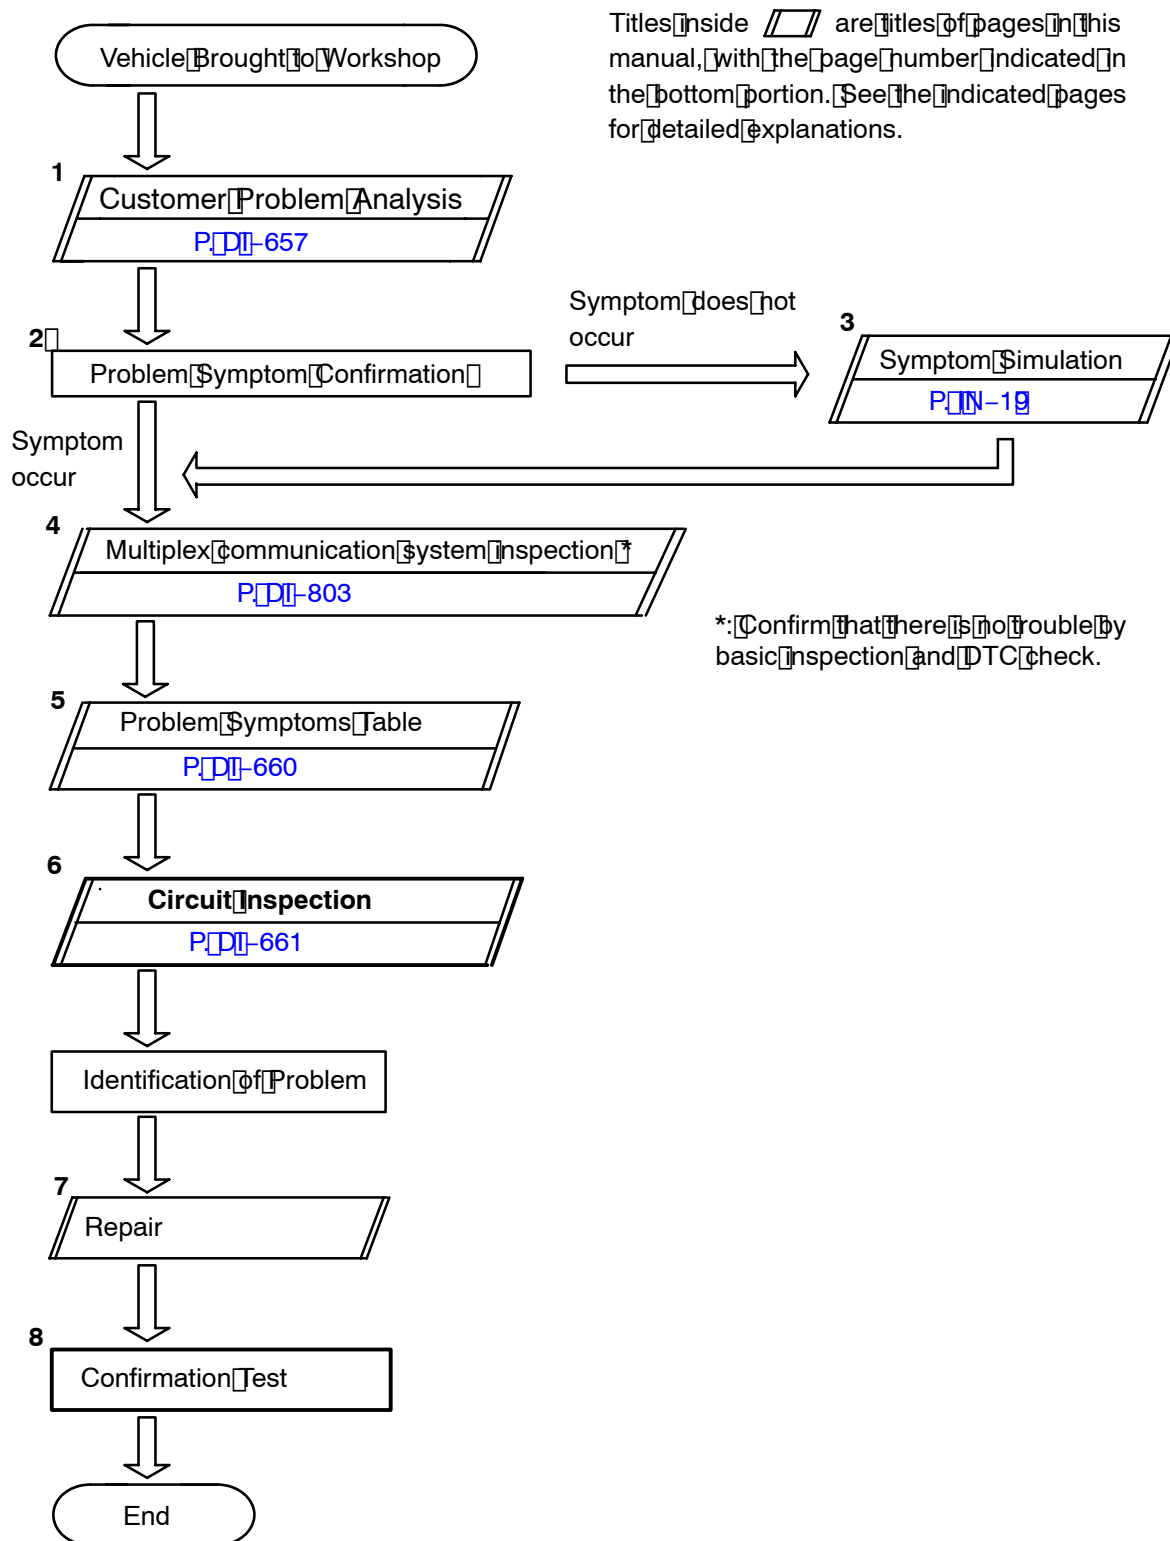 Vehicle Brought to Workshop
Titles inside are titles of pages in this
manual, with the page number indicated in
the bottom portion. See the indicated pages
for detailed explanations.
1
Customer Problem Analysis
P. DI–657
2
Problem Symptom Confirmation
Symptom does not
occur
3
Symptom Simulation
P. IN–19
Symptom
occur
4
Multiplex communication system inspection *
P. DI–803
*: Confirm that there is no trouble by
basic inspection and DTC check.
5
Problem Symptoms Table
P. DI–660
6
Circuit Inspection
P. DI–661
Identification of Problem
7
Repair
8
Confirmation Test
End